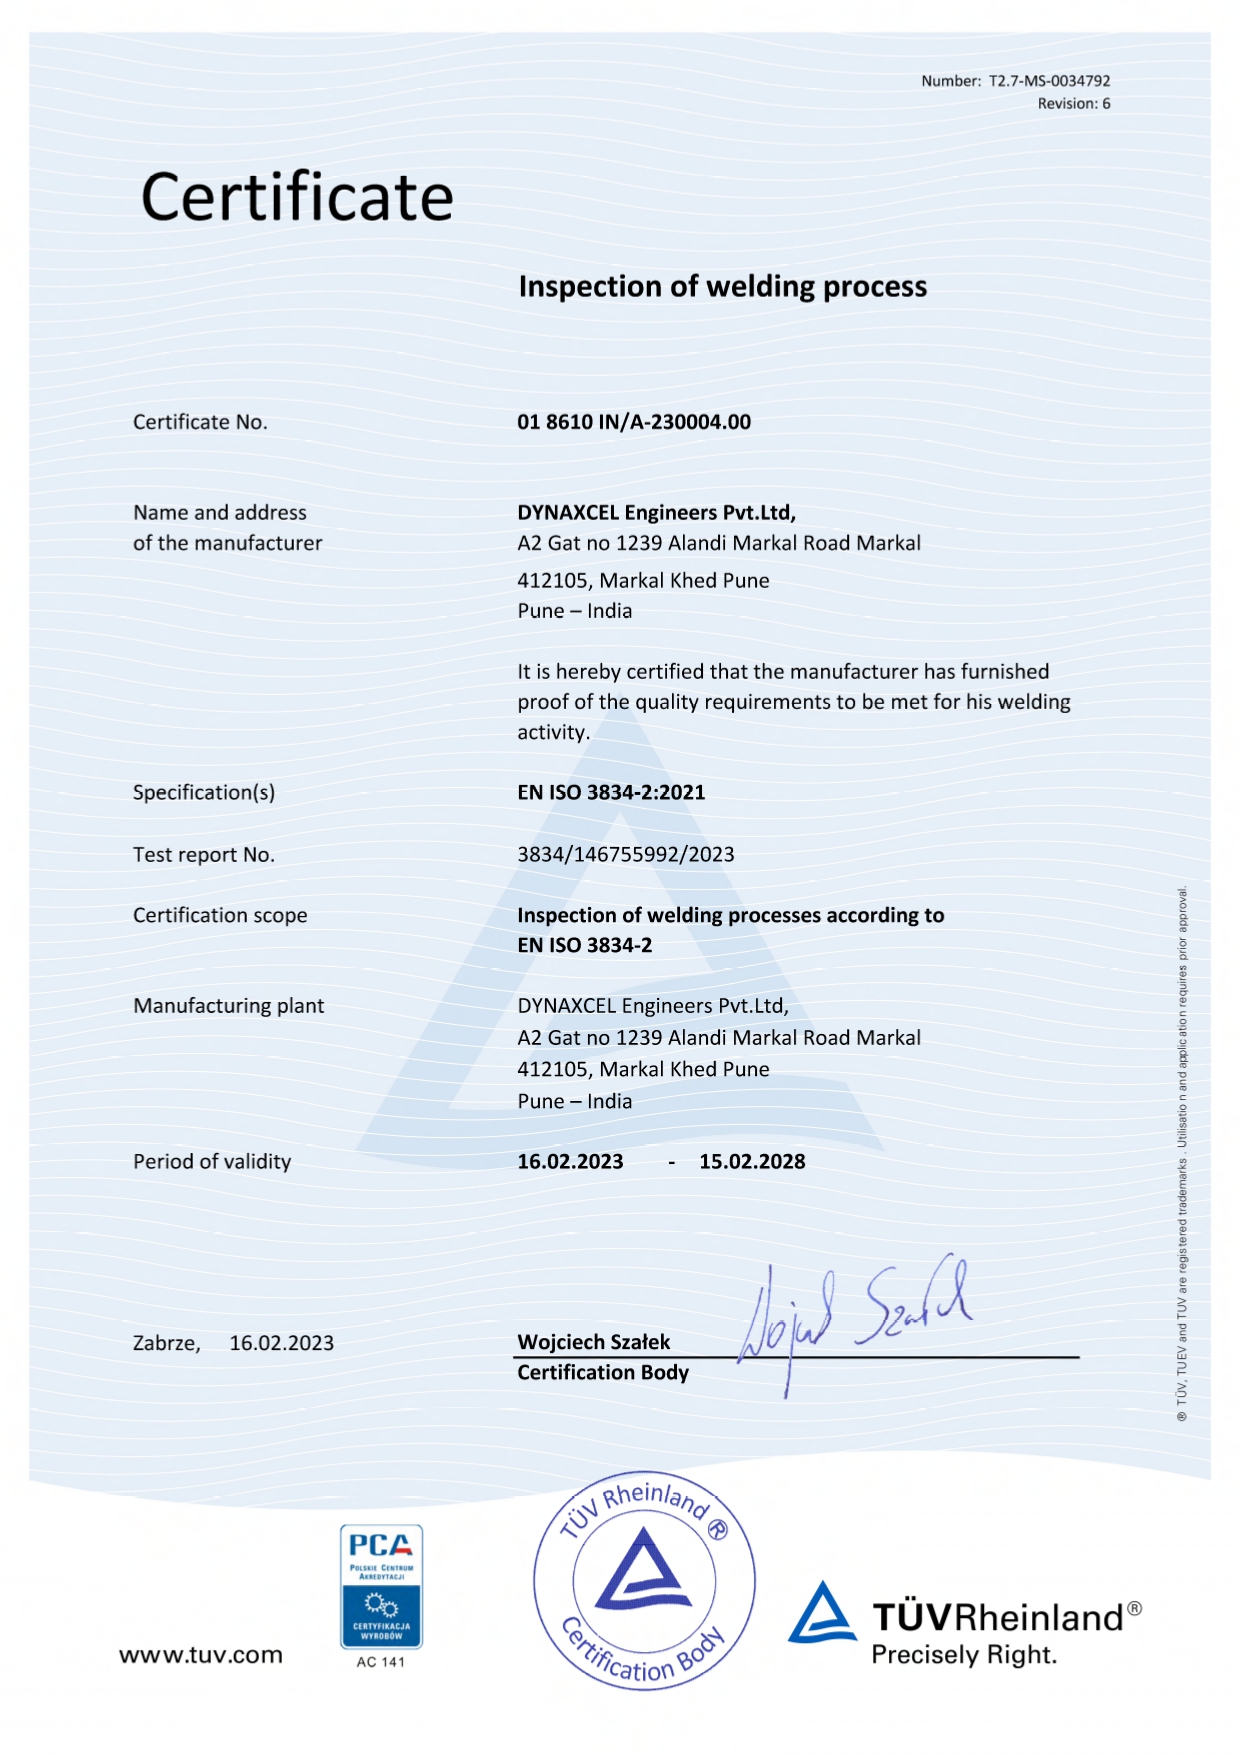 Number: T2.7-MS-0034792
Revision: 6
Certificate
Inspection of welding process
Certificate No. 01 8610 IN/A-230004.00
Name and address DYNAXCEL Engineers Pvt.Ltd,
of the manufacturer A2 Gat no 1239 Alandi Markal Road Markal
412105, Markal Khed Pune
Pune – India
It is hereby certified that the manufacturer has furnished
proof of the quality requirements to be met for his welding
activity.
Specification(s) EN ISO 3834-2:2021
Test report No. 3834/146755992/2023
Certification scope Inspection of welding processes according to
EN ISO 3834-2
Manufacturing plant DYNAXCEL Engineers Pvt.Ltd,
A2 Gat no 1239 Alandi Markal Road Markal
412105, Markal Khed Pune
Pune – India
Period of validity 16.02.2023 - 15.02.2028
Wojciech Szałek
Zabrze, 16.02.2023 Wojciech Szałek
Certification Body
® TÜV, TUEV and TUV are registered trademarks . Utilisatio n and application requires prior approval.
www.tuv.com
PCA
POLSKIE CENTRUM
AKREDYTACJI
CERTYFIKACJA
WYROBÓW
AC 141
TÜV Rheinland ®
Certification Body
TÜVRheinland®
Precisely Right.